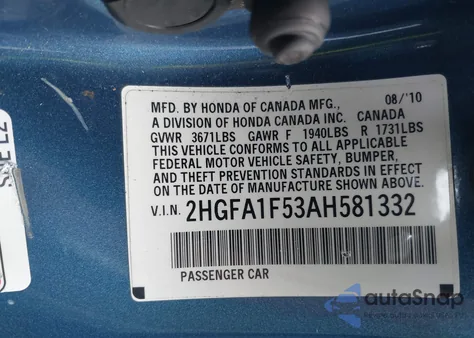 MFD. BY HONDA OF CANADA MFG., 08/'10
A DIVISION OF HONDA CANADA INC. CANADA
GVWR 3671LBS GAWR F 1940LBS R 1731LBS
THIS VEHICLE CONFORMS TO ALL APPLICABLE
FEDERAL MOTOR VEHICLE SAFETY, BUMPER,
AND THEFT PREVENTION STANDARDS IN EFFECT
ON THE DATE OF MANUFACTURE SHOWN ABOVE.
V.I.N. 2HGFA1F53AH581332
PASSENGER CAR
autoSnap